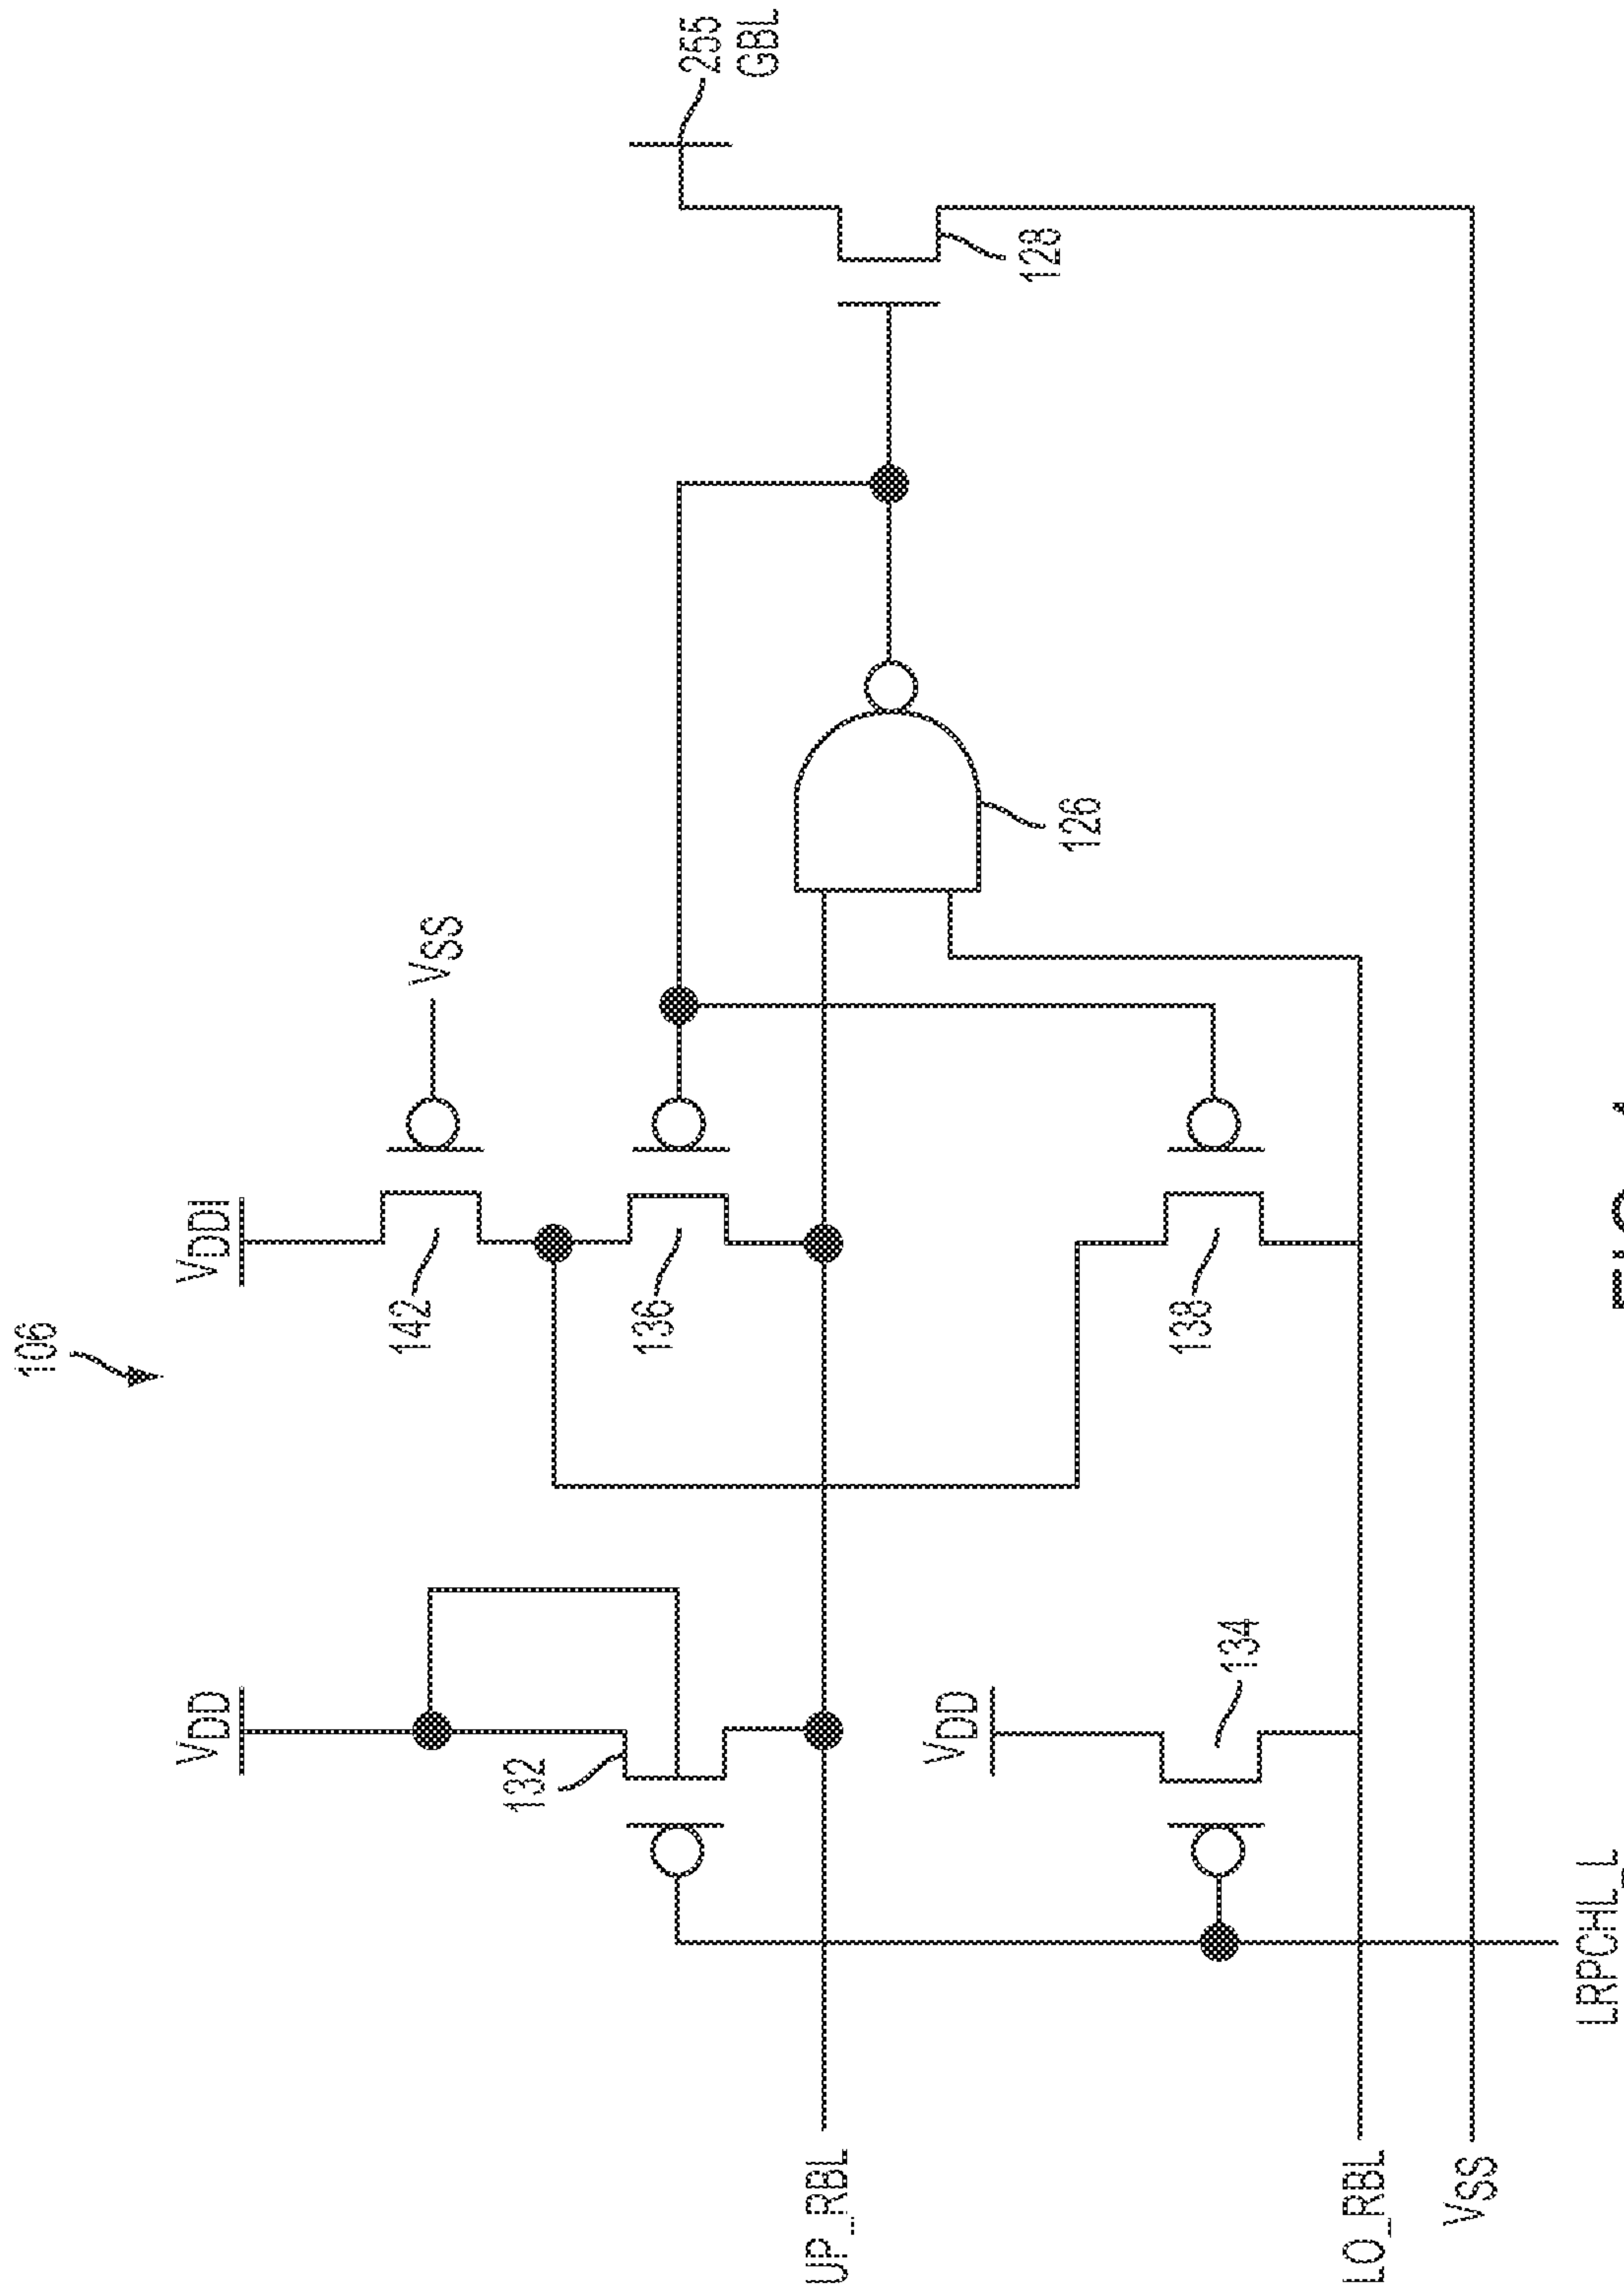 106
VDD
VDDI
VSS
132
142
136
255
GBL
UP_RBL
126
128
VDD
134
138
LO_RBL
VSS
LRPCHL_L